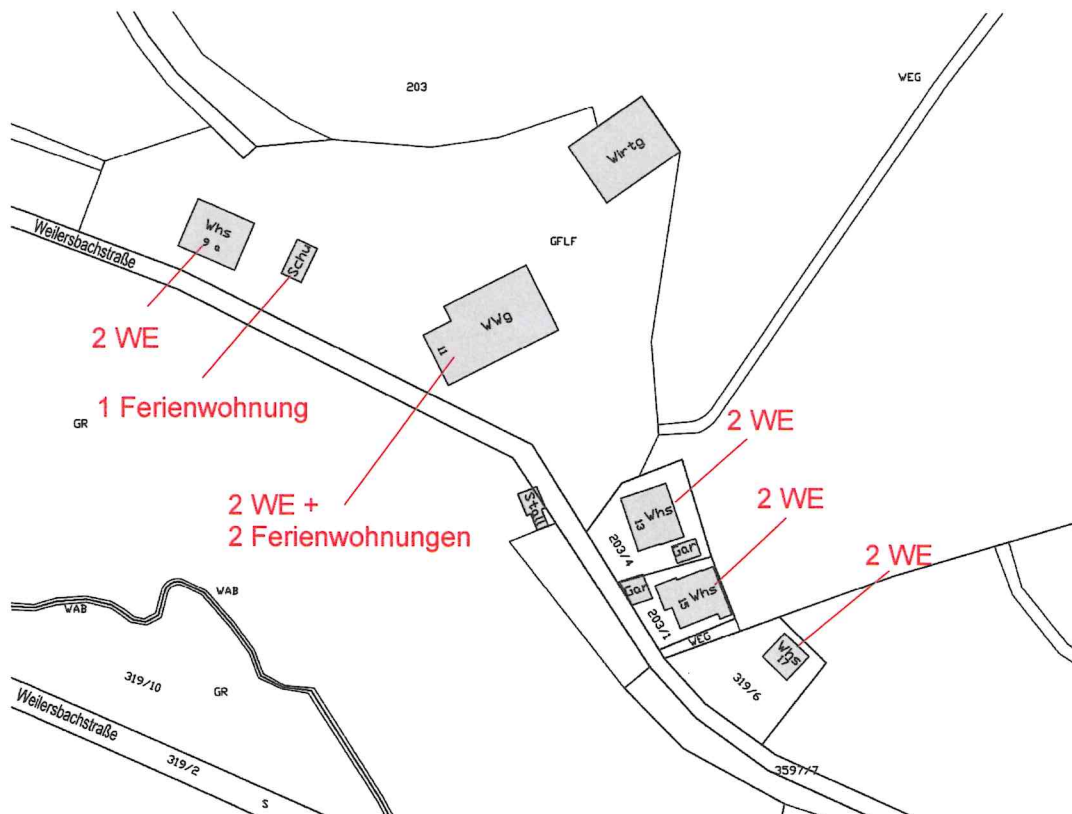 203
WEG
Wirtg
Whs
9 a
Schu
GFLF
Weilersbachstraße
WWg
11
2 WE
1 Ferienwohnung
GR
2 WE +
2 Ferienwohnungen
2 WE
2 WE
2 WE
Stall
13 Whs
203/4
Gar
Gar
15 Whs
203/1
WEG
Whs
17
319/6
WAB
WAB
319/10
GR
Weilersbachstraße
319/2
S
3597/7